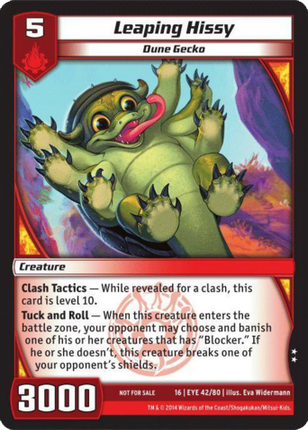 5
Leaping Hissy
Dune Gecko
Creature
Clash Tactics — While revealed for a clash, this
card is level 10.
Tuck and Roll — When this creature enters the
battle zone, your opponent may choose and banish
one of his or her creatures that has "Blocker." If
he or she doesn't, this creature breaks one of
your opponent's shields.
3000
NOT FOR SALE 16 | EYE 42/80 | illus. Eva Widermann
TM & © 2014 Wizards of the Coast/Shogakukan/Mitsui-Kids.